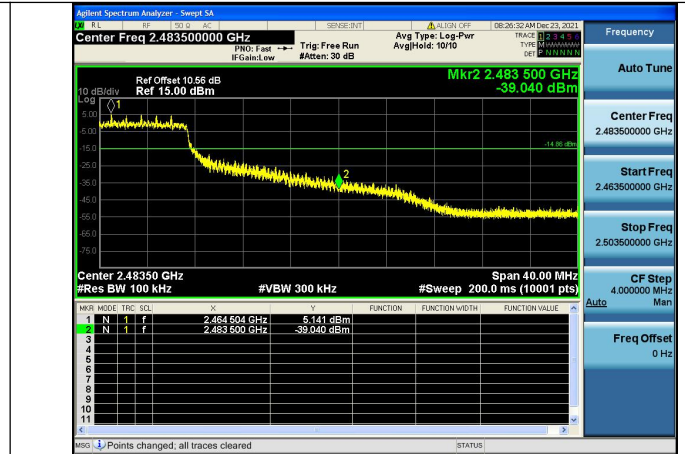 Agilent Spectrum Analyzer - Swept SA
RL RF 50 Ω AC SENSE:INT ALIGN OFF 08:26:32 AM Dec 23, 2021
Center Freq 2.483500000 GHz
PNO: Fast
IFGain:Low
Trig: Free Run
#Atten: 30 dB
Avg Type: Log-Pwr
Avg|Hold: 10/10
TRACE 1 2 3 4 5 6
TYPE M
DET P N N N N N
Frequency
Ref Offset 10.56 dB
10 dB/div Ref 15.00 dBm
Log
Mkr2 2.483 500 GHz
-39.040 dBm
1
5.00
-5.00
-15.0
-14.86 dBm
-25.0
-35.0
2
-45.0
-55.0
-65.0
-75.0
Center 2.48350 GHz Span 40.00 MHz
#Res BW 100 kHz #VBW 300 kHz #Sweep 200.0 ms (10001 pts)
MKR MODE TRC SCL X Y FUNCTION FUNCTION WIDTH FUNCTION VALUE
1 N 1 f 2.464 504 GHz 5.141 dBm
2 N 1 f 2.483 500 GHz -39.040 dBm
3
4
5
6
7
8
9
10
11
MSG Points changed; all traces cleared STATUS
Auto Tune
Center Freq
2.483500000 GHz
Start Freq
2.463500000 GHz
Stop Freq
2.503500000 GHz
CF Step
4.000000 MHz
Auto Man
Freq Offset
0 Hz